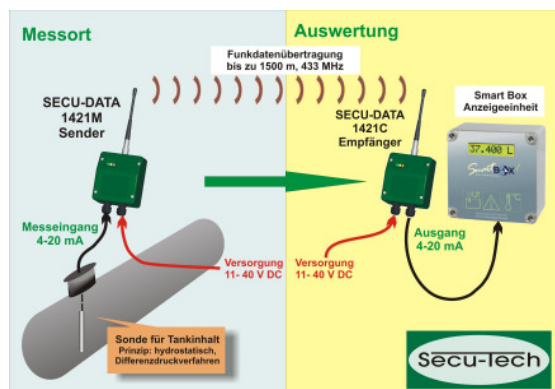 Messort
Auswertung
Funkdatenübertragung
bis zu 1500 m, 433 MHz
SECU-DATA
1421M
Sender
SECU-DATA
1421C
Empfänger
Smart Box
Anzeigeeinheit
37.400 L
Smart BOX
Messeingang
4-20 mA
Ausgang
4-20 mA
Versorgung
11- 40 V DC
Versorgung
11- 40 V DC
Sonde für Tankinhalt
Prinzip: hydrostatisch,
Differenzdruckverfahren
Secu-Tech